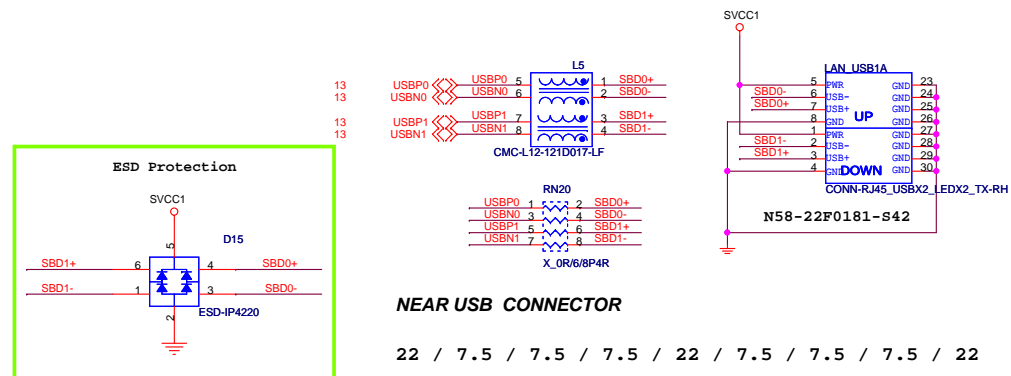 SVCC1
L5
LAN_USB1A
13 USBP0 USBP0 5 1 SBD0+
13 USBN0 USBN0 6 2 SBD0-
13 USBP1 USBP1 7 3 SBD1+
13 USBN1 USBN1 8 4 SBD1-
CMC-L12-121D017-LF
5 PWR GND 23
SBD0- 6 USB- GND 24
SBD0+ 7 USB+ GND 25
8 GND UP GND 26
1 PWR GND 27
SBD1- 2 USB- GND 28
SBD1+ 3 USB+ GND 29
4 GND DOWN GND 30
CONN-RJ45_USBX2_LEDX2_TX-RH
N58-22F0181-S42
ESD Protection
SVCC1
D15
5
SBD1+ 6 4 SBD0+
SBD1- 1 3 SBD0-
2
ESD-IP4220
RN20
USBP0 1 2 SBD0+
USBN0 3 4 SBD0-
USBP1 5 6 SBD1+
USBN1 7 8 SBD1-
X_0R/6/8P4R
NEAR USB CONNECTOR
22 / 7.5 / 7.5 / 7.5 / 22 / 7.5 / 7.5 / 7.5 / 22